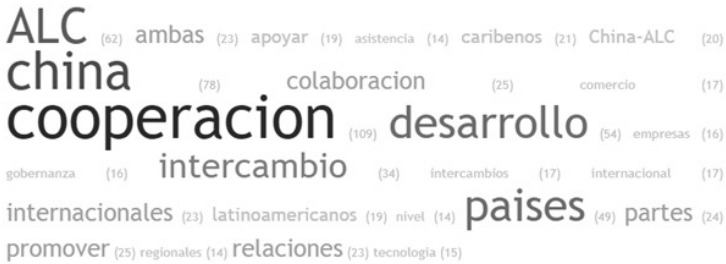 ALC (62) ambas (23) apoyar (19) asistencia (14) caribenos (21) China-ALC (20)
china (78) colaboracion (25) comercio (17)
cooperacion (109) desarrollo (54) empresas (16)
gobernanza (16) intercambio (34) intercambios (17) internacional (17)
internacionales (23) latinoamericanos (19) nivel (14) paises (49) partes (24)
promover (25) regionales (14) relaciones (23) tecnologia (15)